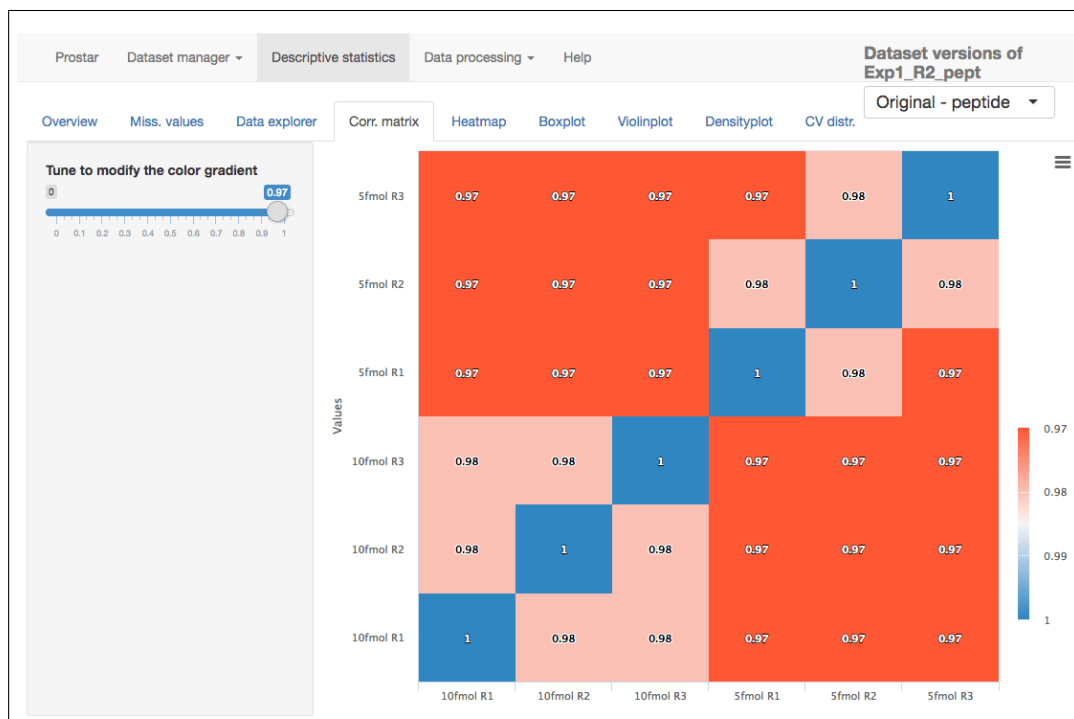 Prostar Dataset manager Descriptive statistics Data processing Help
Dataset versions of
Exp1_R2_pept
Original - peptide
Overview Miss. values Data explorer Corr. matrix Heatmap Boxplot Violinplot Densityplot CV distr.
Tune to modify the color gradient
0 0.97
0 0.1 0.2 0.3 0.4 0.5 0.6 0.7 0.8 0.9 1
Values
5fmol R3 0.97 0.97 0.97 0.97 0.98 1
5fmol R2 0.97 0.97 0.97 0.98 1 0.98
5fmol R1 0.97 0.97 0.97 1 0.98 0.97
10fmol R3 0.98 0.98 1 0.97 0.97 0.97
10fmol R2 0.98 1 0.98 0.97 0.97 0.97
10fmol R1 1 0.98 0.98 0.97 0.97 0.97
10fmol R1 10fmol R2 10fmol R3 5fmol R1 5fmol R2 5fmol R3
0.97
0.98
0.99
1